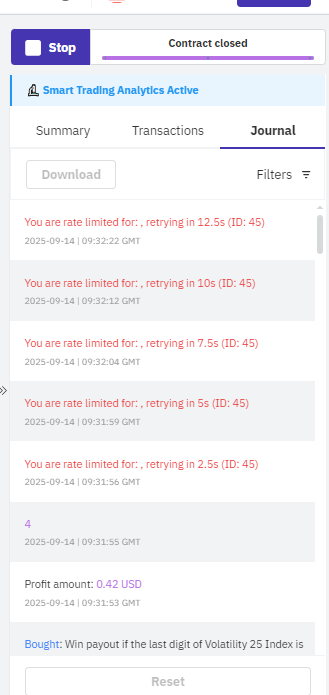 Stop
Contract closed
Smart Trading Analytics Active
Summary
Transactions
Journal
Download
Filters
You are rate limited for: , retrying in 12.5s (ID: 45)
2025-09-14 | 09:32:22 GMT
You are rate limited for: , retrying in 10s (ID: 45)
2025-09-14 | 09:32:12 GMT
You are rate limited for: , retrying in 7.5s (ID: 45)
2025-09-14 | 09:32:04 GMT
You are rate limited for: , retrying in 5s (ID: 45)
2025-09-14 | 09:31:59 GMT
You are rate limited for: , retrying in 2.5s (ID: 45)
2025-09-14 | 09:31:56 GMT
4
2025-09-14 | 09:31:55 GMT
Profit amount: 0.42 USD
2025-09-14 | 09:31:53 GMT
Bought: Win payout if the last digit of Volatility 25 Index is
Reset